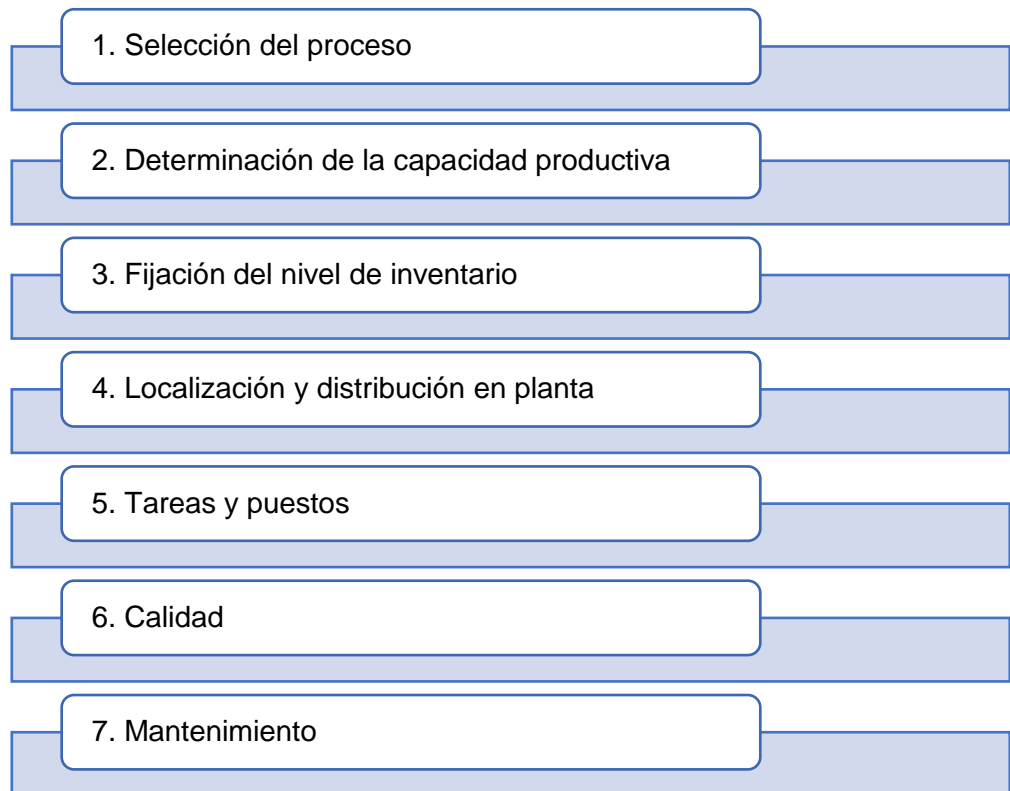 1. Selección del proceso
2. Determinación de la capacidad productiva
3. Fijación del nivel de inventario
4. Localización y distribución en planta
5. Tareas y puestos
6. Calidad
7. Mantenimiento